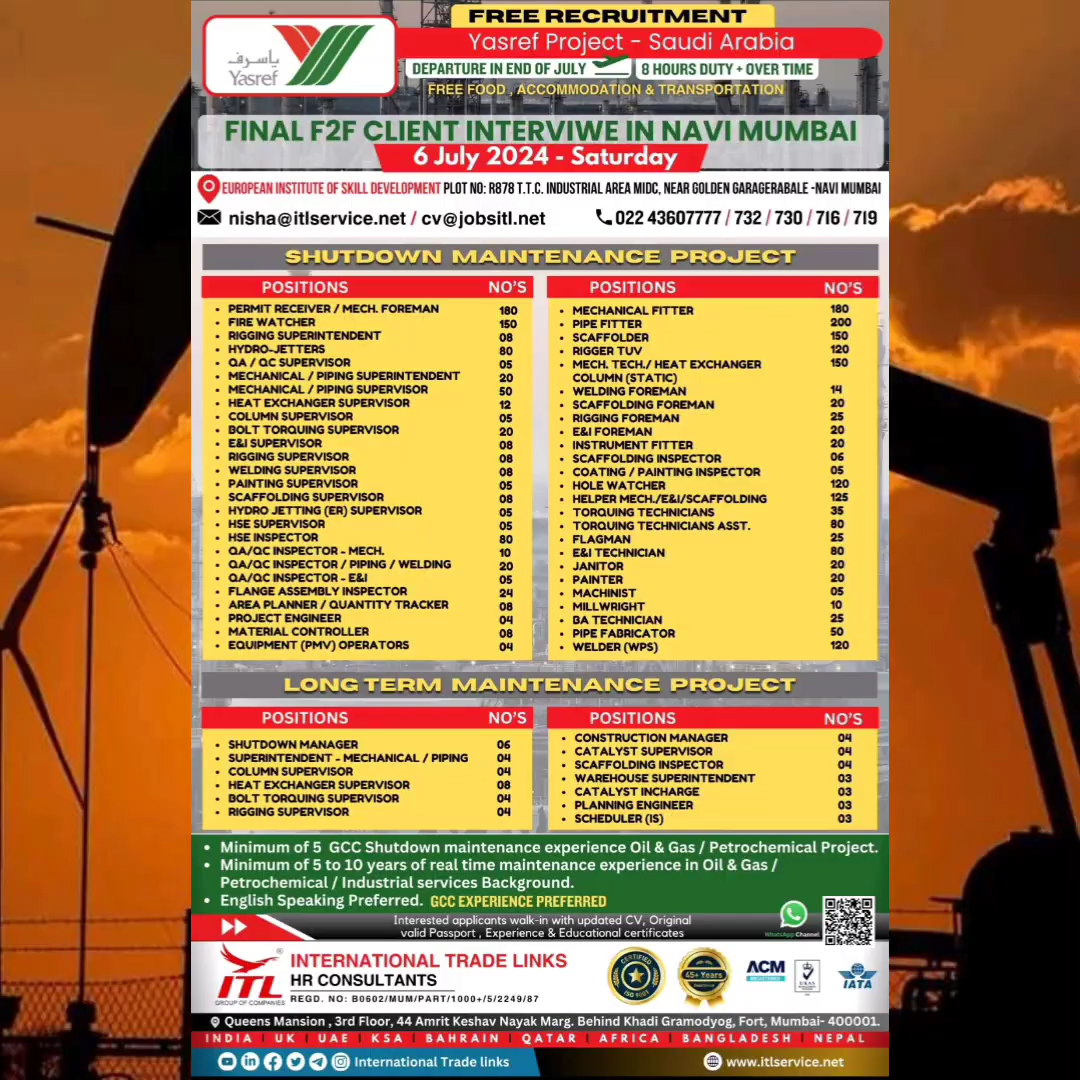 FREE RECRUITMENT
ياسرف
Yasref
Yasref Project - Saudi Arabia
DEPARTURE IN END OF JULY
8 HOURS DUTY + OVER TIME
FREE FOOD , ACCOMMODATION & TRANSPORTATION
FINAL F2F CLIENT INTERVIWE IN NAVI MUMBAI
6 July 2024 - Saturday
EUROPEAN INSTITUTE OF SKILL DEVELOPMENT PLOT NO: R878 T.T.C. INDUSTRIAL AREA MIDC, NEAR GOLDEN GARAGERABALE -NAVI MUMBAI
nisha@itlservice.net / cv@jobsitl.net 022 43607777 / 732 / 730 / 716 / 719
SHUTDOWN MAINTENANCE PROJECT
POSITIONS NO'S
• PERMIT RECEIVER / MECH. FOREMAN 180
• FIRE WATCHER 150
• RIGGING SUPERINTENDENT 08
• HYDRO-JETTERS 80
• QA / QC SUPERVISOR 05
• MECHANICAL / PIPING SUPERINTENDENT 20
• MECHANICAL / PIPING SUPERVISOR 50
• HEAT EXCHANGER SUPERVISOR 12
• COLUMN SUPERVISOR 05
• BOLT TORQUING SUPERVISOR 20
• E&I SUPERVISOR 08
• RIGGING SUPERVISOR 08
• WELDING SUPERVISOR 08
• PAINTING SUPERVISOR 05
• SCAFFOLDING SUPERVISOR 08
• HYDRO JETTING (ER) SUPERVISOR 05
• HSE SUPERVISOR 05
• HSE INSPECTOR 80
• QA/QC INSPECTOR - MECH. 10
• QA/QC INSPECTOR / PIPING / WELDING 20
• QA/QC INSPECTOR - E&I 05
• FLANGE ASSEMBLY INSPECTOR 24
• AREA PLANNER / QUANTITY TRACKER 08
• PROJECT ENGINEER 04
• MATERIAL CONTROLLER 08
• EQUIPMENT (PMV) OPERATORS 04
POSITIONS NO'S
• MECHANICAL FITTER 180
• PIPE FITTER 200
• SCAFFOLDER 150
• RIGGER TUV 120
• MECH. TECH./ HEAT EXCHANGER 150
COLUMN (STATIC)
• WELDING FOREMAN 14
• SCAFFOLDING FOREMAN 20
• RIGGING FOREMAN 25
• E&I FOREMAN 20
• INSTRUMENT FITTER 20
• SCAFFOLDING INSPECTOR 06
• COATING / PAINTING INSPECTOR 05
• HOLE WATCHER 120
• HELPER MECH./E&I/SCAFFOLDING 125
• TORQUING TECHNICIANS 35
• TORQUING TECHNICIANS ASST. 80
• FLAGMAN 25
• E&I TECHNICIAN 80
• JANITOR 20
• PAINTER 20
• MACHINIST 05
• MILLWRIGHT 10
• BA TECHNICIAN 25
• PIPE FABRICATOR 50
• WELDER (WPS) 120
LONG TERM MAINTENANCE PROJECT
POSITIONS NO'S
• SHUTDOWN MANAGER 06
• SUPERINTENDENT - MECHANICAL / PIPING 04
• COLUMN SUPERVISOR 04
• HEAT EXCHANGER SUPERVISOR 08
• BOLT TORQUING SUPERVISOR 04
• RIGGING SUPERVISOR 04
POSITIONS NO'S
• CONSTRUCTION MANAGER 04
• CATALYST SUPERVISOR 04
• SCAFFOLDING INSPECTOR 04
• WAREHOUSE SUPERINTENDENT 03
• CATALYST INCHARGE 03
• PLANNING ENGINEER 03
• SCHEDULER (IS) 03
• Minimum of 5 GCC Shutdown maintenance experience Oil & Gas / Petrochemical Project.
• Minimum of 5 to 10 years of real time maintenance experience in Oil & Gas /
Petrochemical / Industrial services Background.
• English Speaking Preferred. GCC EXPERIENCE PREFERRED
Interested applicants walk-in with updated CV, Original
valid Passport , Experience & Educational certificates
WhatsApp Channel
ITL
GROUP OF COMPANIES
INTERNATIONAL TRADE LINKS
HR CONSULTANTS
REGD. NO: B0602/MUM/PART/1000+/5/2249/87
CERTIFIED
ISO 9001
45+ Years
ACM
UKAS
IATA
Queens Mansion , 3rd Floor, 44 Amrit Keshav Nayak Marg. Behind Khadi Gramodyog, Fort, Mumbai- 400001.
INDIA | UK | UAE | KSA | BAHRAIN | QATAR | AFRICA | BANGLADESH | NEPAL
International Trade links
www.itlservice.net